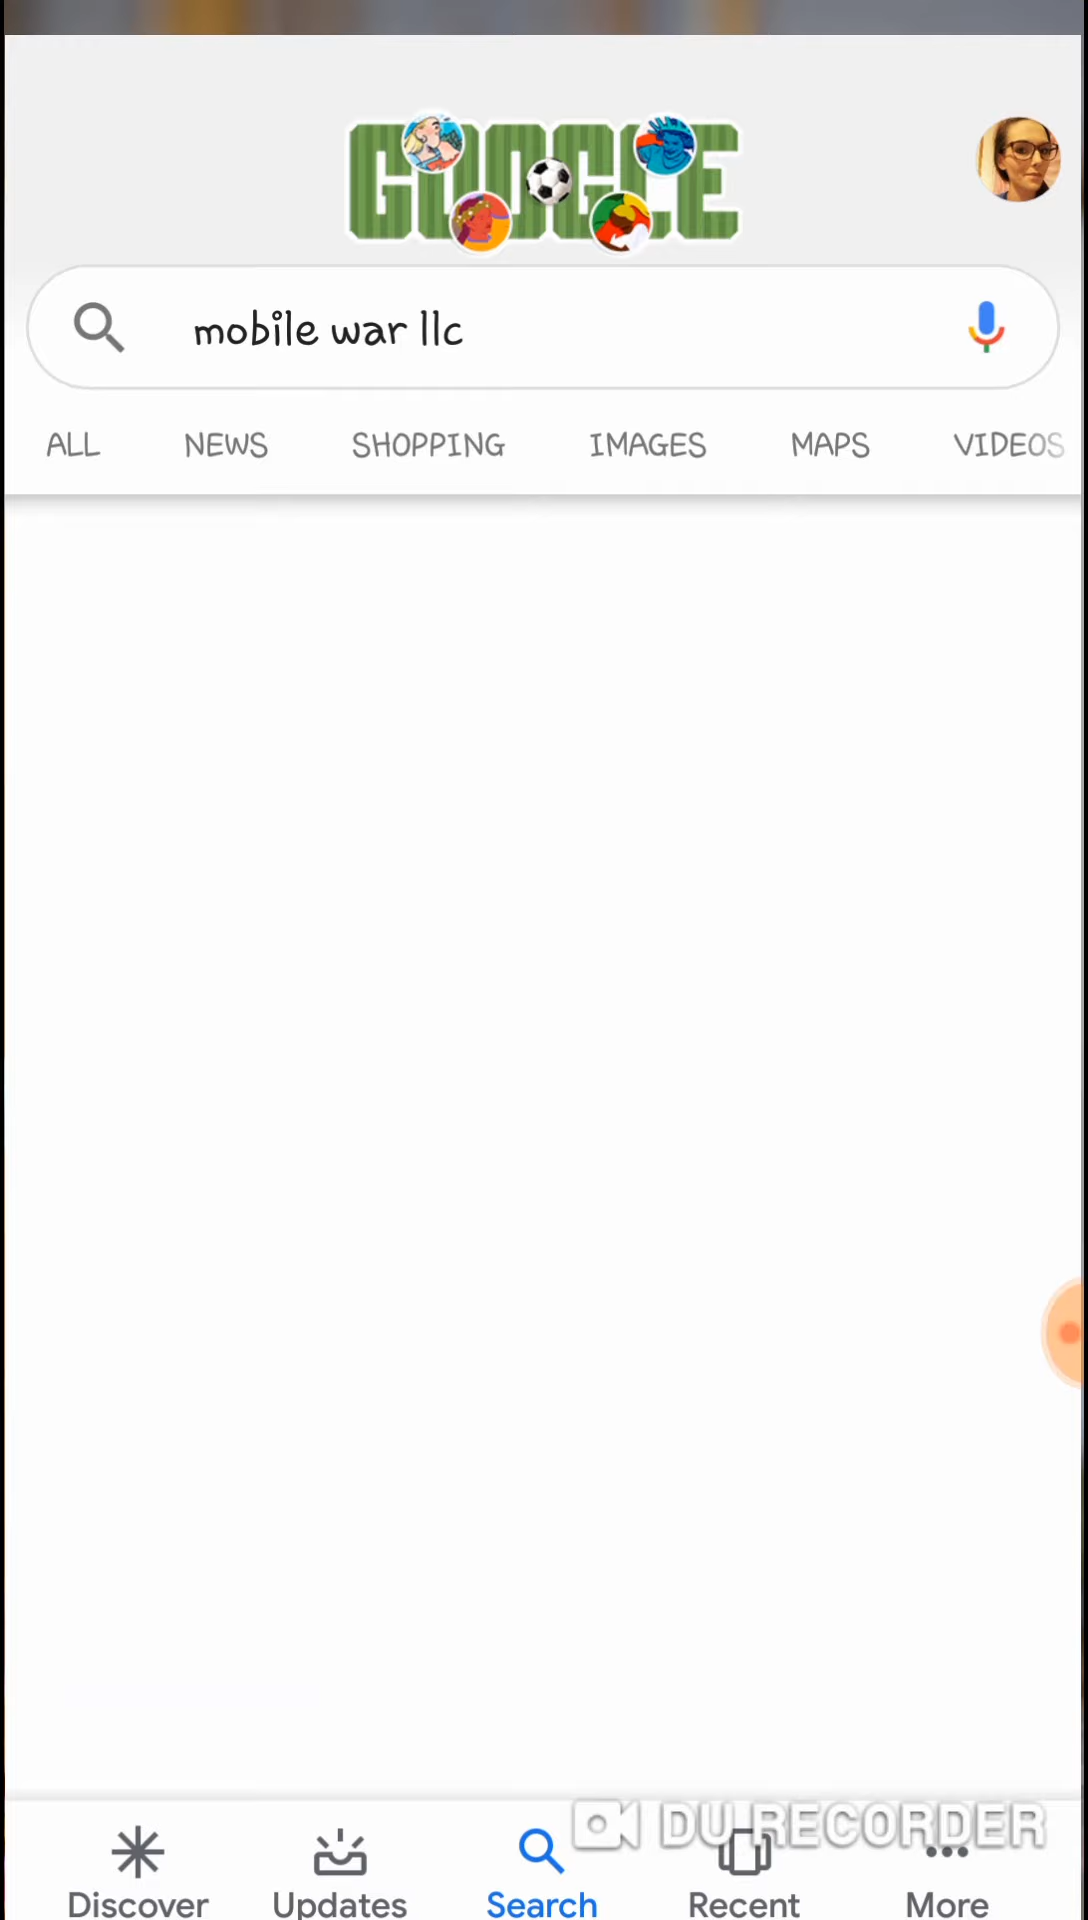 GOOGLE
mobile war llc
ALL NEWS SHOPPING IMAGES MAPS VIDEOS
DU RECORDER
Discover Updates Search Recent More